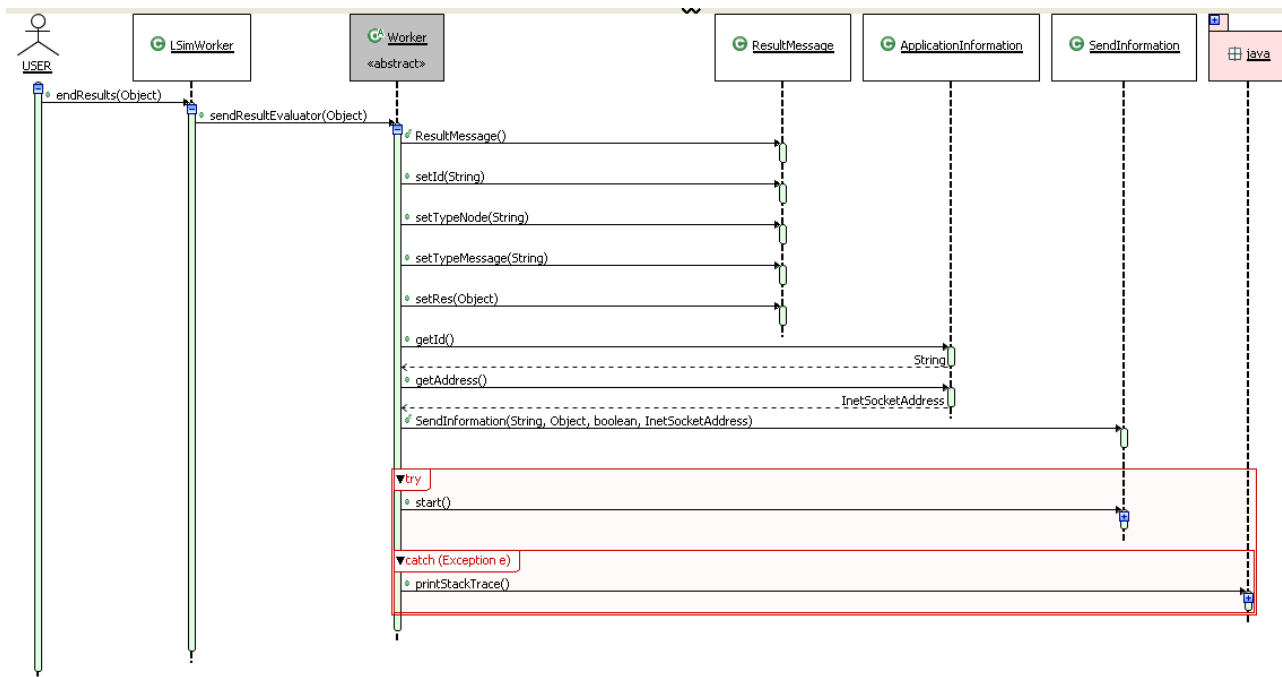 USER
LSimWorker
Worker
«abstract»
ResultMessage
ApplicationInformation
SendInformation
java
endResults(Object)
sendResultEvaluator(Object)
ResultMessage()
setId(String)
setTypeNode(String)
setTypeMessage(String)
setRes(Object)
getId()
String
getAddress()
InetSocketAddress
SendInformation(String, Object, boolean, InetSocketAddress)
try
start()
catch (Exception e)
printStackTrace()